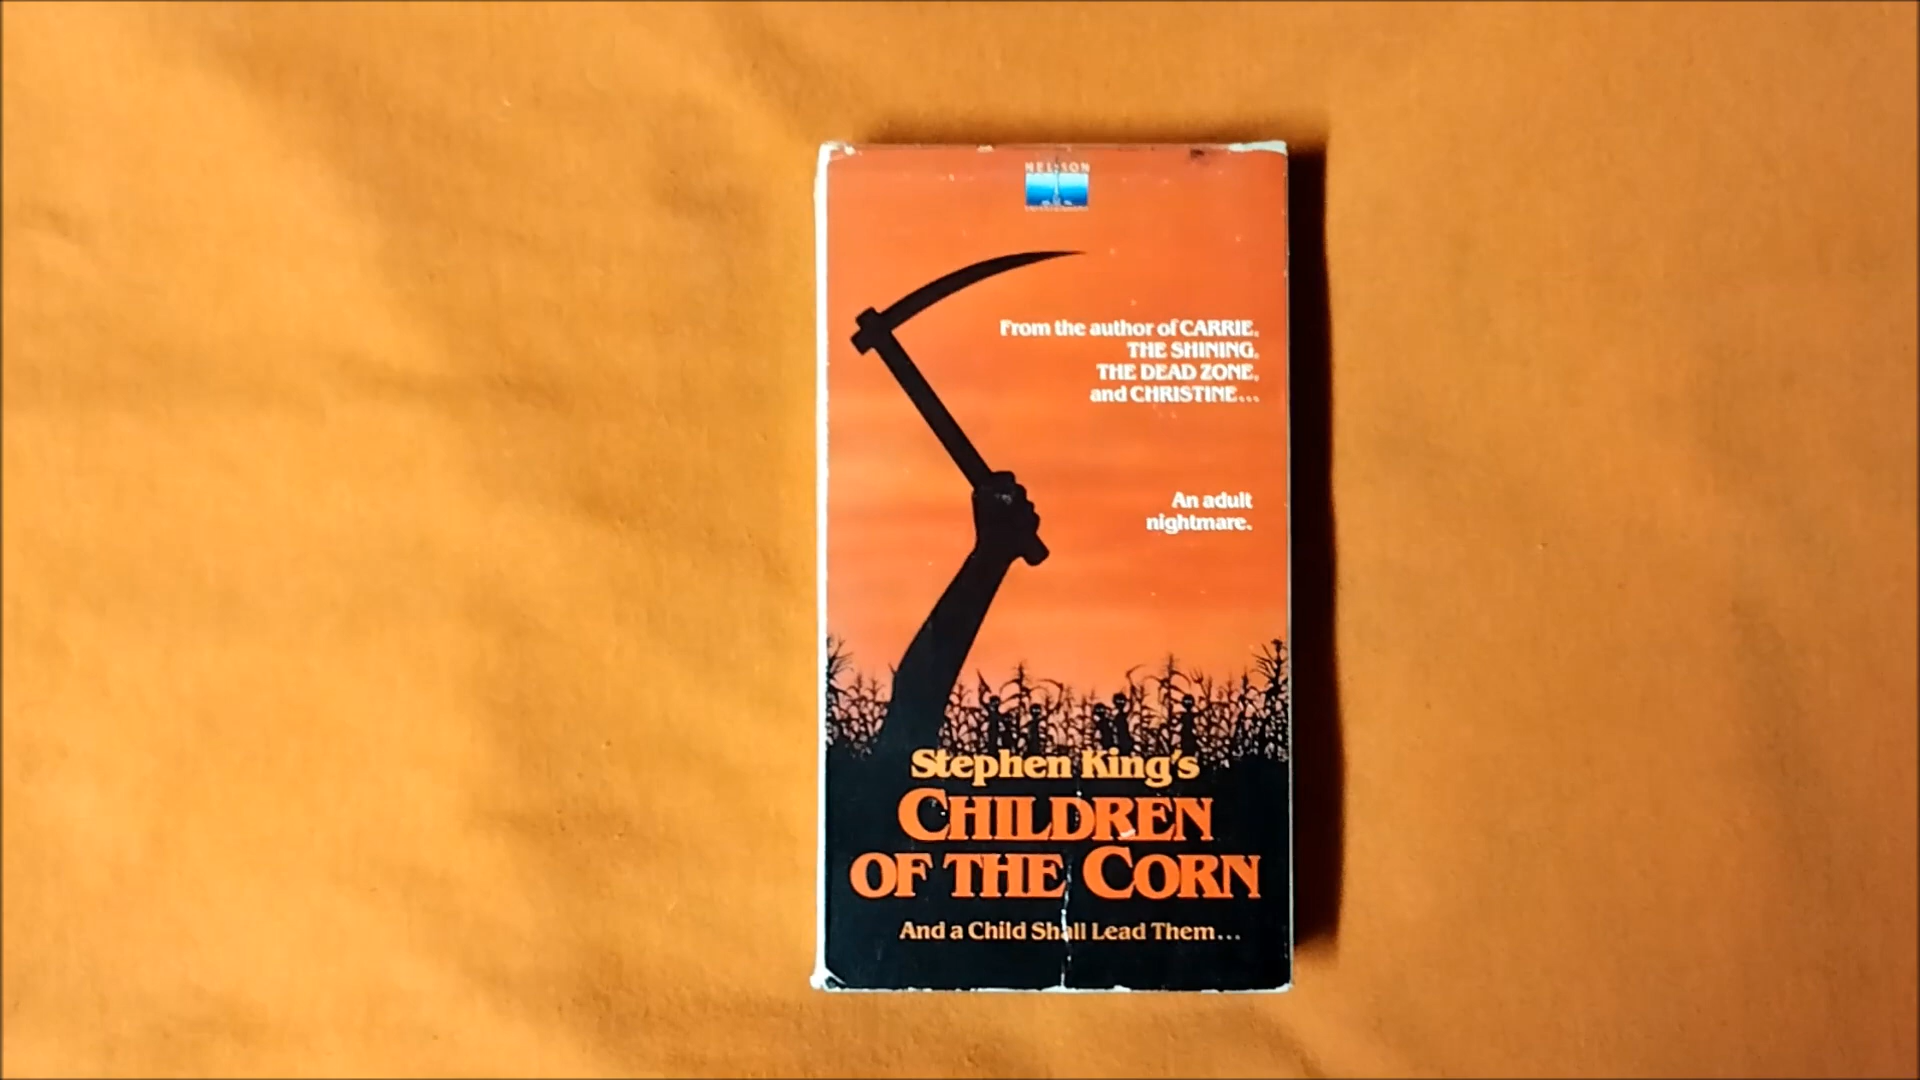 NELSON
From the author of CARRIE,
THE SHINING,
THE DEAD ZONE,
and CHRISTINE...
An adult
nightmare.
Stephen King's
CHILDREN
OF THE CORN
And a Child Shall Lead Them...